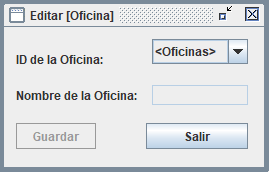 Editar [Oficina]
ID de la Oficina: <Oficinas>
Nombre de la Oficina:
Guardar Salir